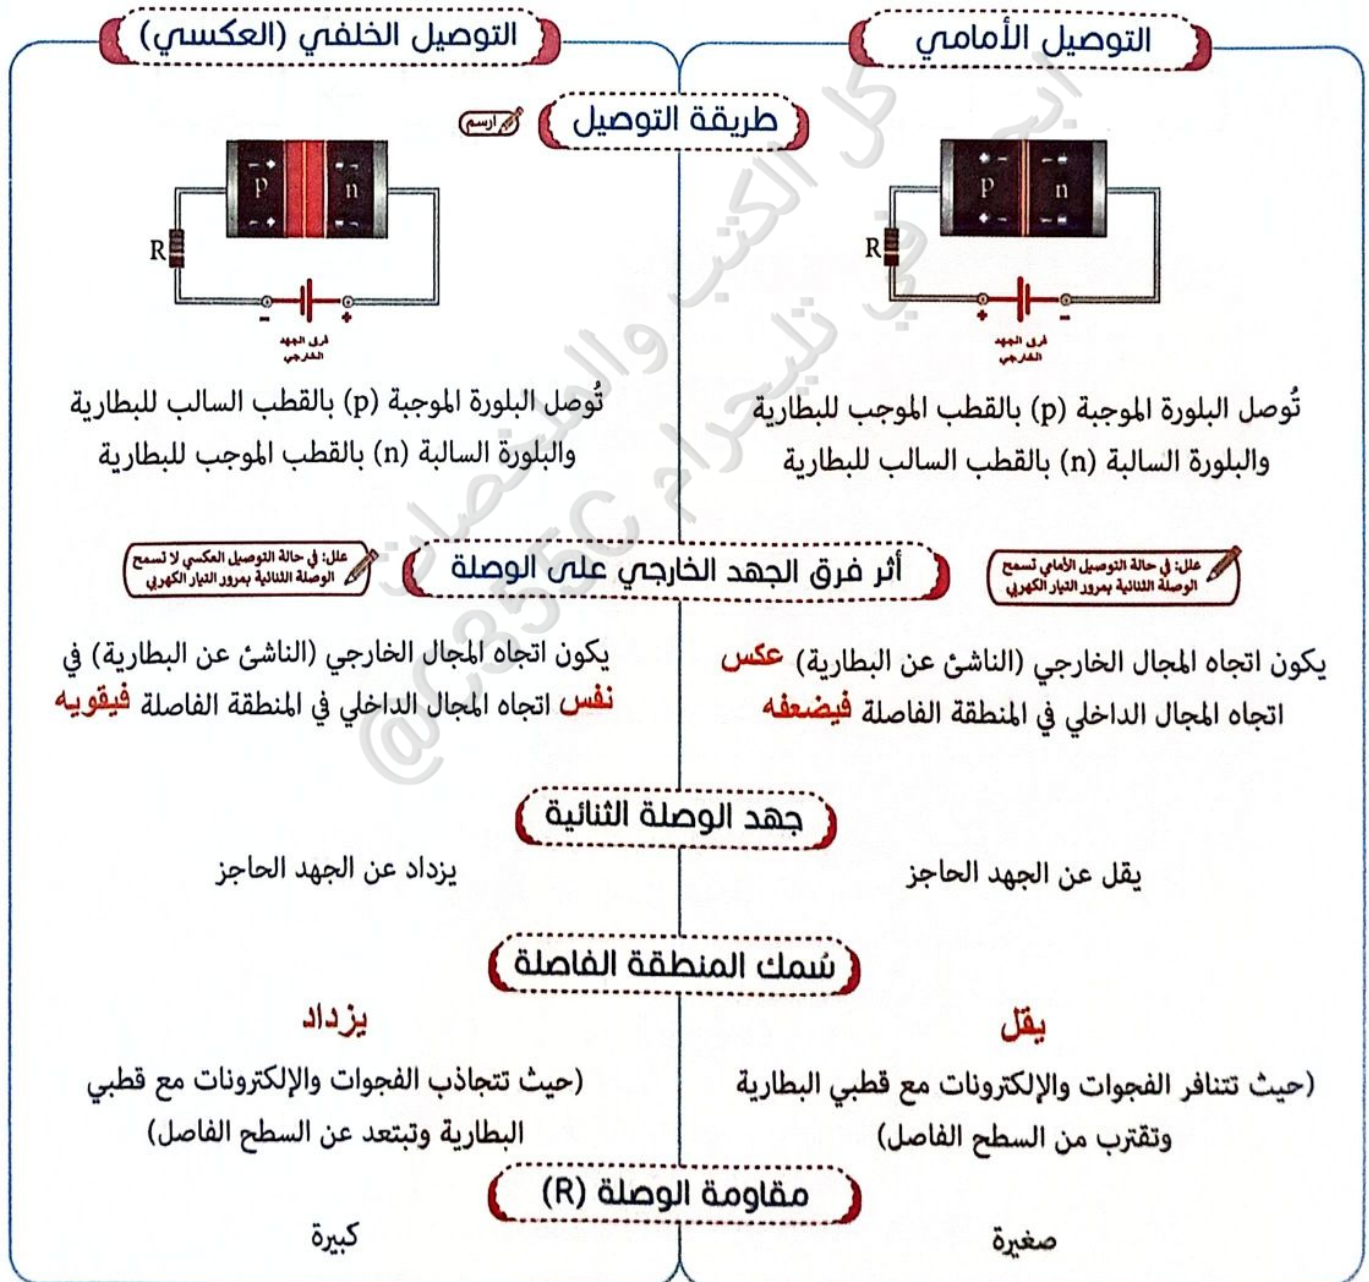 التوصيل الأمامي
التوصيل الخلفي (العكسي)
طريقة التوصيل
ارسم
p
n
R
+
-
فرق الجهد
الخارجي
p
n
R
-
+
فرق الجهد
الخارجي
تُوصل البلورة الموجبة (p) بالقطب الموجب للبطارية
والبلورة السالبة (n) بالقطب السالب للبطارية
تُوصل البلورة الموجبة (p) بالقطب السالب للبطارية
والبلورة السالبة (n) بالقطب الموجب للبطارية
أثر فرق الجهد الخارجي على الوصلة
علل: في حالة التوصيل الأمامي تسمح
الوصلة الثنائية بمرور التيار الكهربي
علل: في حالة التوصيل العكسي لا تسمح
الوصلة الثنائية بمرور التيار الكهربي
يكون اتجاه المجال الخارجي (الناشئ عن البطارية) عكس
اتجاه المجال الداخلي في المنطقة الفاصلة فيضعفه
يكون اتجاه المجال الخارجي (الناشئ عن البطارية) في
نفس اتجاه المجال الداخلي في المنطقة الفاصلة فيقويه
جهد الوصلة الثنائية
يقل عن الجهد الحاجز
يزداد عن الجهد الحاجز
سُمك المنطقة الفاصلة
يقل
(حيث تتنافر الفجوات والإلكترونات مع قطبي البطارية
وتقترب من السطح الفاصل)
يزداد
(حيث تتجاذب الفجوات والإلكترونات مع قطبي
البطارية وتبتعد عن السطح الفاصل)
مقاومة الوصلة (R)
صغيرة
كبيرة
كل الكتب والملخصات
ابحث في تليجرام
@C355C